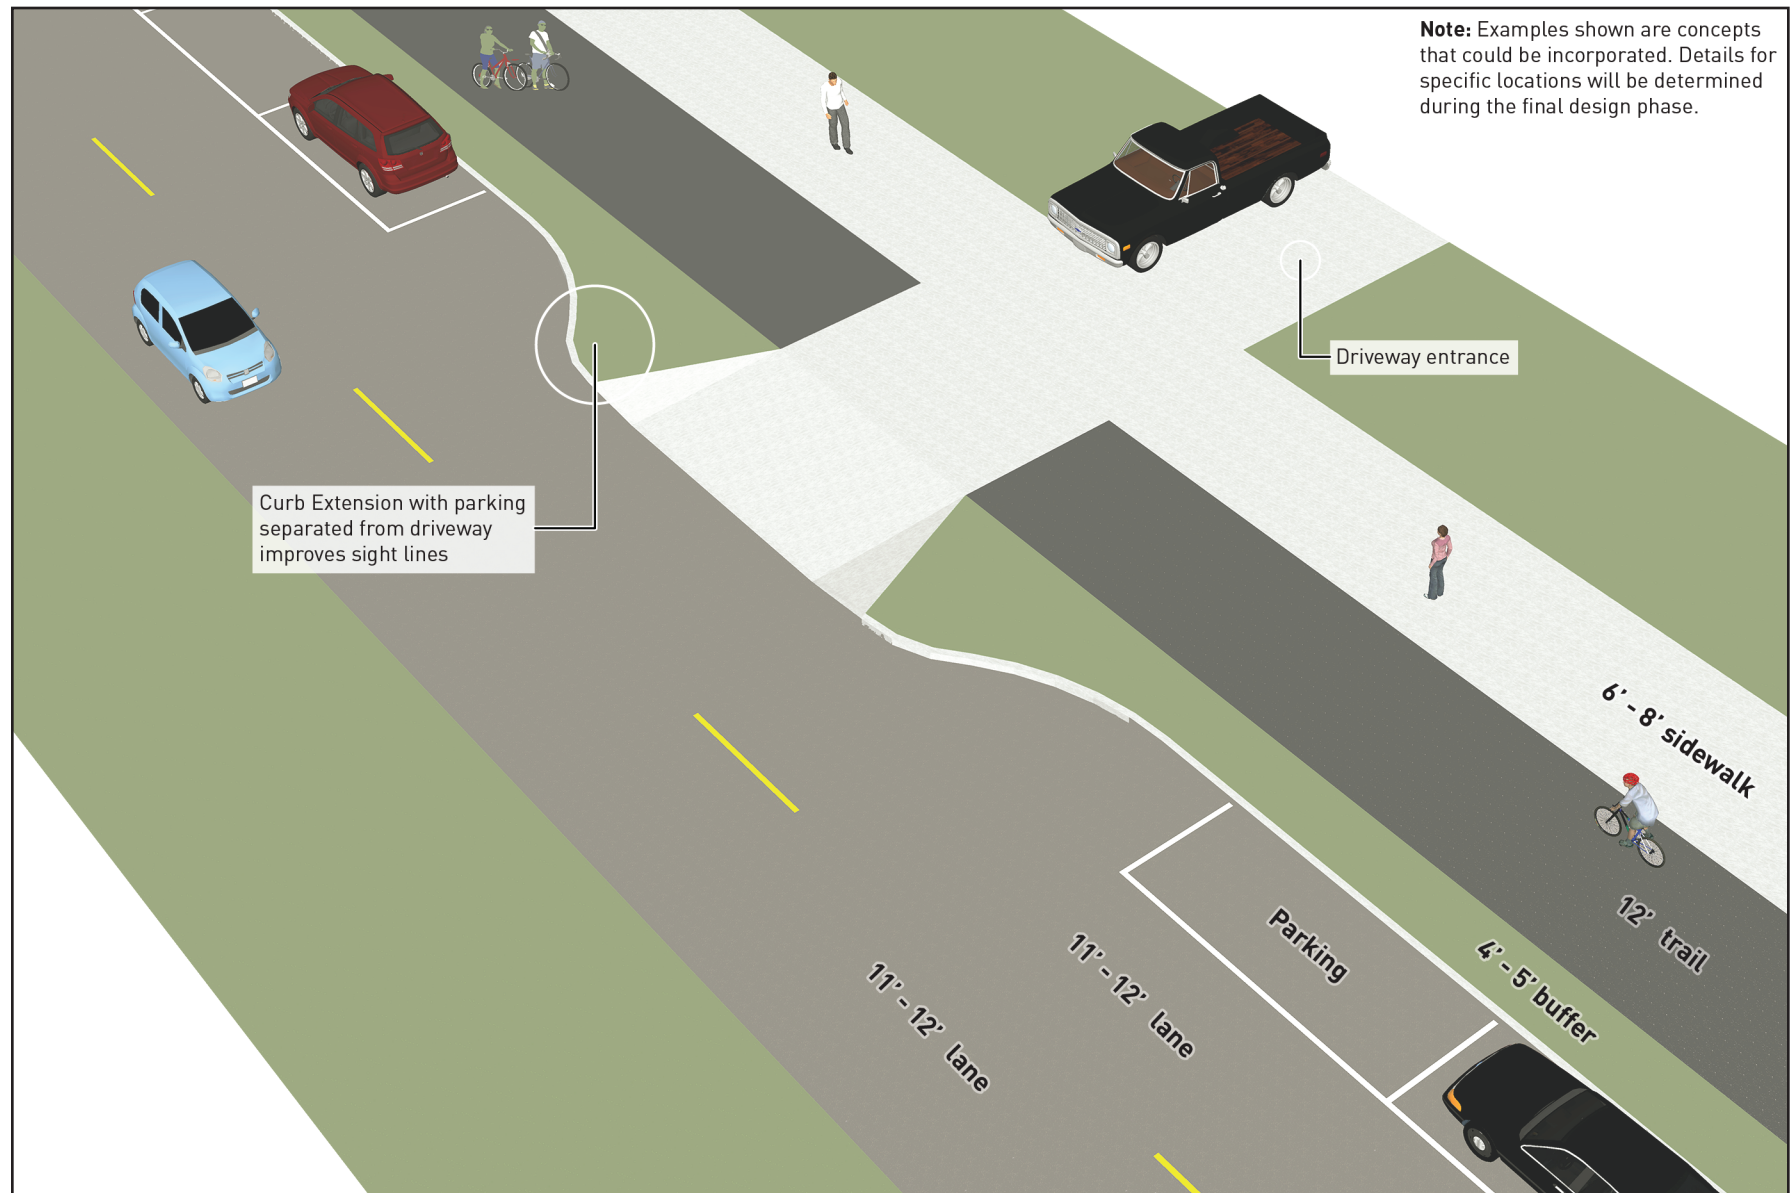 Note: Examples shown are concepts
that could be incorporated. Details for
specific locations will be determined
during the final design phase.
Driveway entrance
Curb Extension with parking
separated from driveway
improves sight lines
6’ - 8’ sidewalk
12’ trail
4’ - 5’ buffer
Parking
11’ - 12’ lane
11’ - 12’ lane